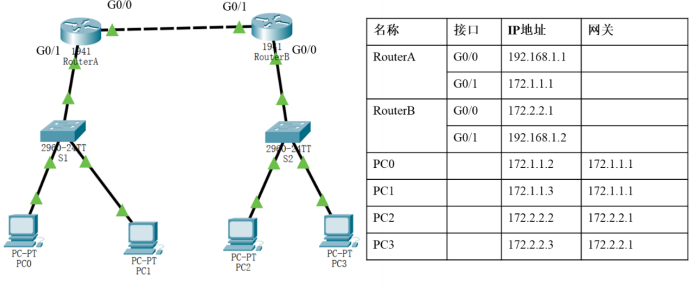 G0/0
G0/1
G0/1
1941
RouterA
1941
RouterB
G0/0
2960-24TT
S1
2960-24TT
S2
PC-PT
PC0
PC-PT
PC1
PC-PT
PC2
PC-PT
PC3
名称 接口 IP地址 网关
RouterA G0/0 192.168.1.1
G0/1 172.1.1.1
RouterB G0/0 172.2.2.1
G0/1 192.168.1.2
PC0 172.1.1.2 172.1.1.1
PC1 172.1.1.3 172.1.1.1
PC2 172.2.2.2 172.2.2.1
PC3 172.2.2.3 172.2.2.1